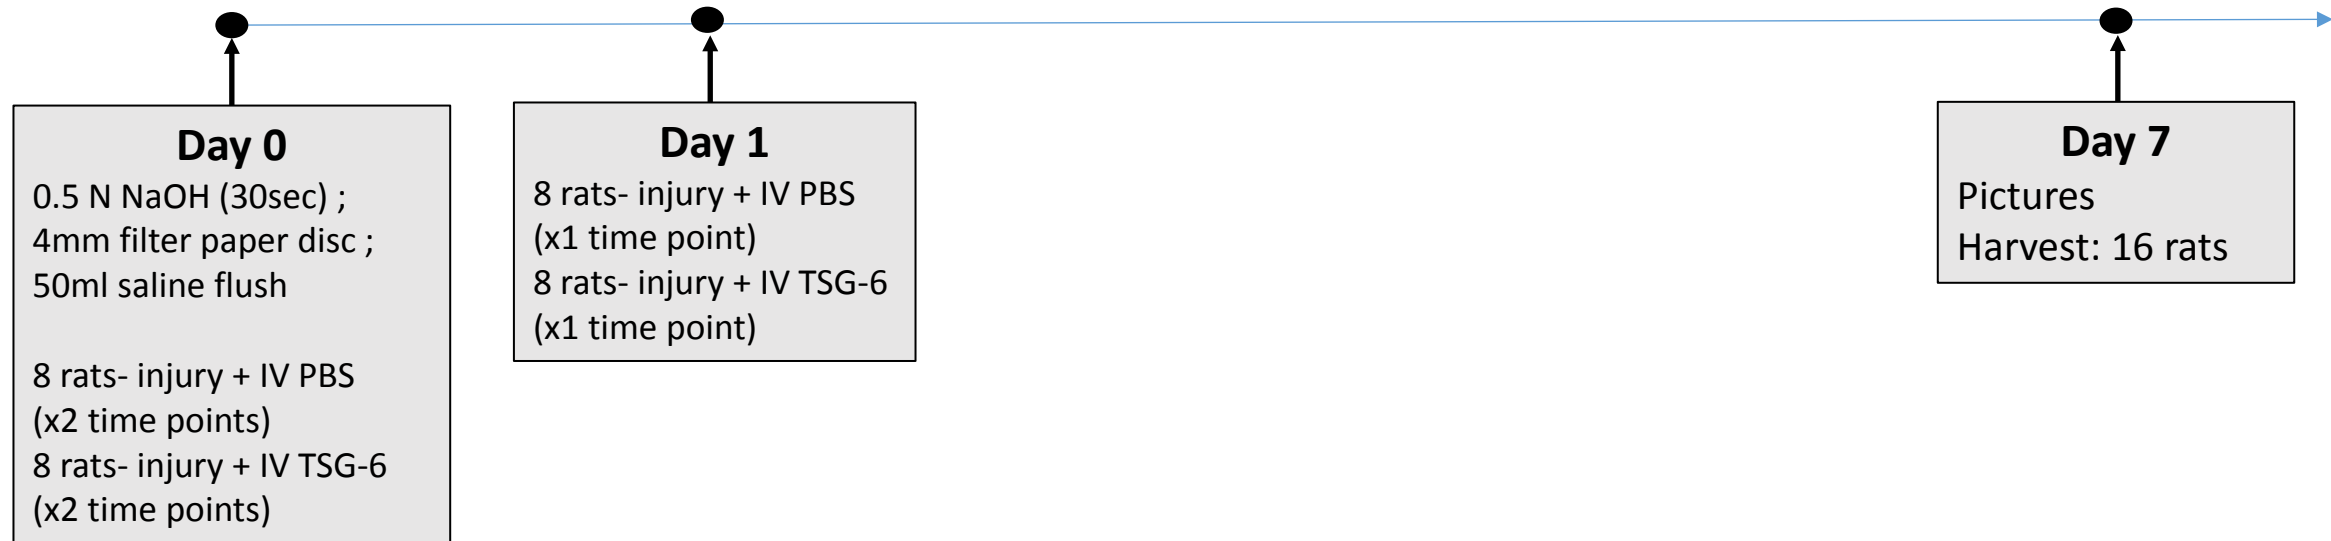 Day 0
0.5 N NaOH (30sec) ;
4mm filter paper disc ;
50ml saline flush
8 rats- injury + IV PBS
(x2 time points)
8 rats- injury + IV TSG-6
(x2 time points)
Day 1
8 rats- injury + IV PBS
(x1 time point)
8 rats- injury + IV TSG-6
(x1 time point)
Day 7
Pictures
Harvest: 16 rats